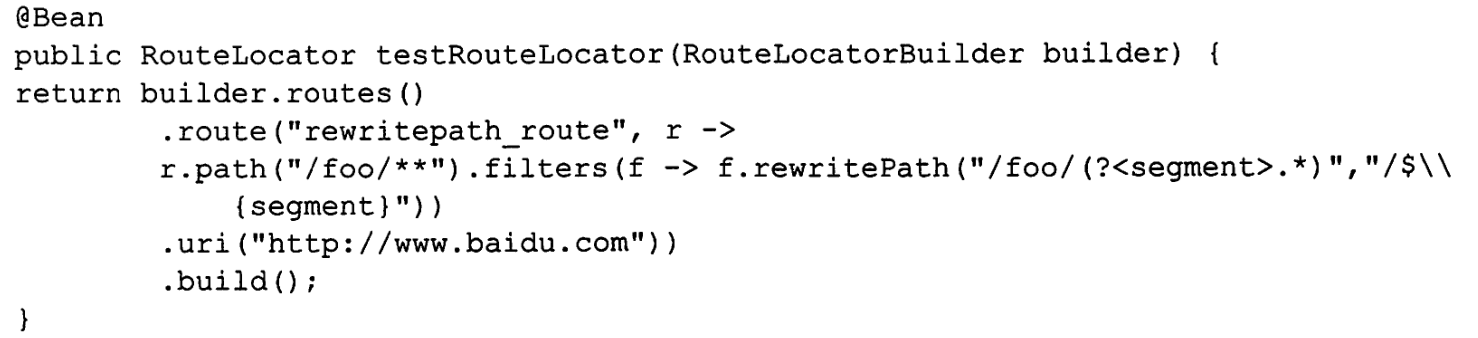 @Bean
public RouteLocator testRouteLocator(RouteLocatorBuilder builder) {
return builder.routes()
.route("rewritepath_route", r ->
r.path("/foo/**").filters(f -> f.rewritePath("/foo/(?<segment>.*)","/$\\
{segment}"))
.uri("http://www.baidu.com"))
.build();
}